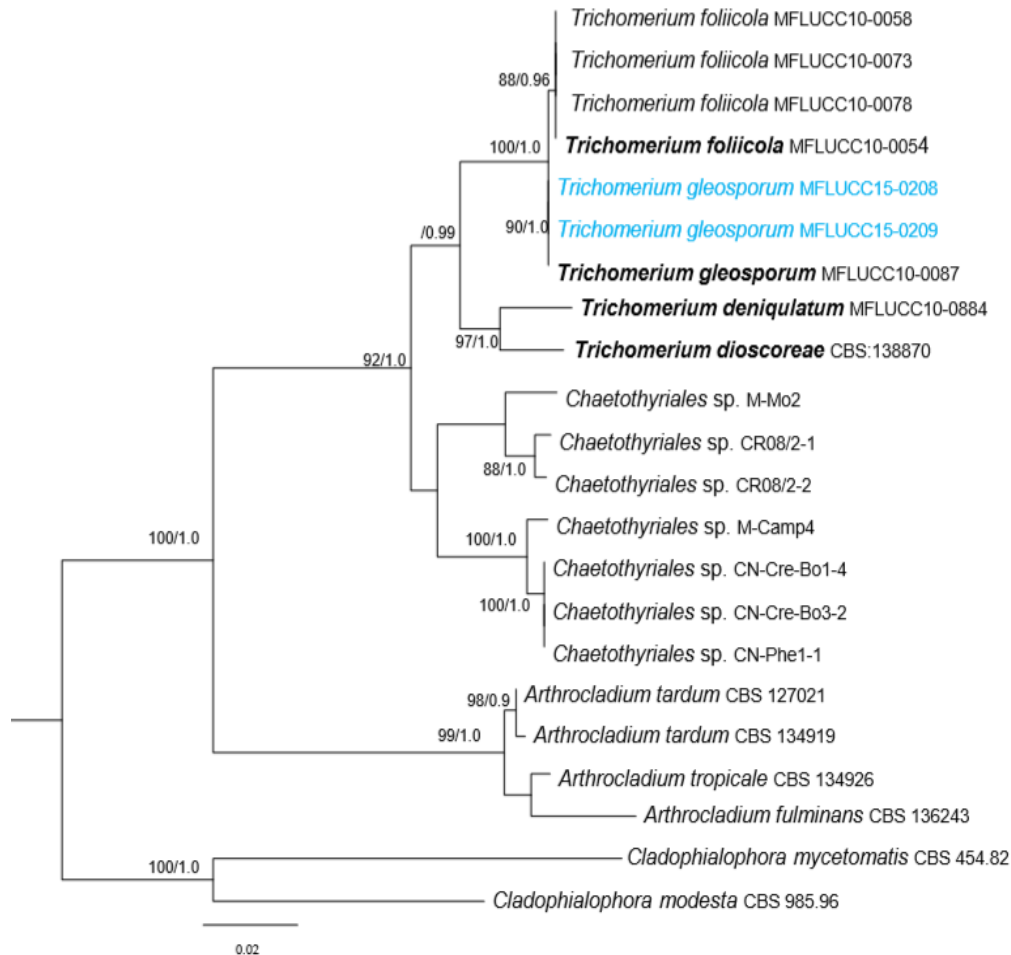 Trichomerium foliicola MFLUCC10-0058
Trichomerium foliicola MFLUCC10-0073
88/0.96
Trichomerium foliicola MFLUCC10-0078
100/1.0
Trichomerium foliicola MFLUCC10-0054
Trichomerium gleosporum MFLUCC15-0208
/0.99
90/1.0
Trichomerium gleosporum MFLUCC15-0209
Trichomerium gleosporum MFLUCC10-0087
Trichomerium deniqulatum MFLUCC10-0884
97/1.0
Trichomerium dioscoreae CBS:138870
92/1.0
Chaetothyriales sp. M-Mo2
Chaetothyriales sp. CR08/2-1
88/1.0
Chaetothyriales sp. CR08/2-2
Chaetothyriales sp. M-Camp4
100/1.0
100/1.0
Chaetothyriales sp. CN-Cre-Bo1-4
100/1.0
Chaetothyriales sp. CN-Cre-Bo3-2
Chaetothyriales sp. CN-Phe1-1
98/0.9
Arthrocladium tardum CBS 127021
99/1.0
Arthrocladium tardum CBS 134919
Arthrocladium tropicale CBS 134926
Arthrocladium fulminans CBS 136243
100/1.0
Cladophialophora mycetomatis CBS 454.82
Cladophialophora modesta CBS 985.96
0.02